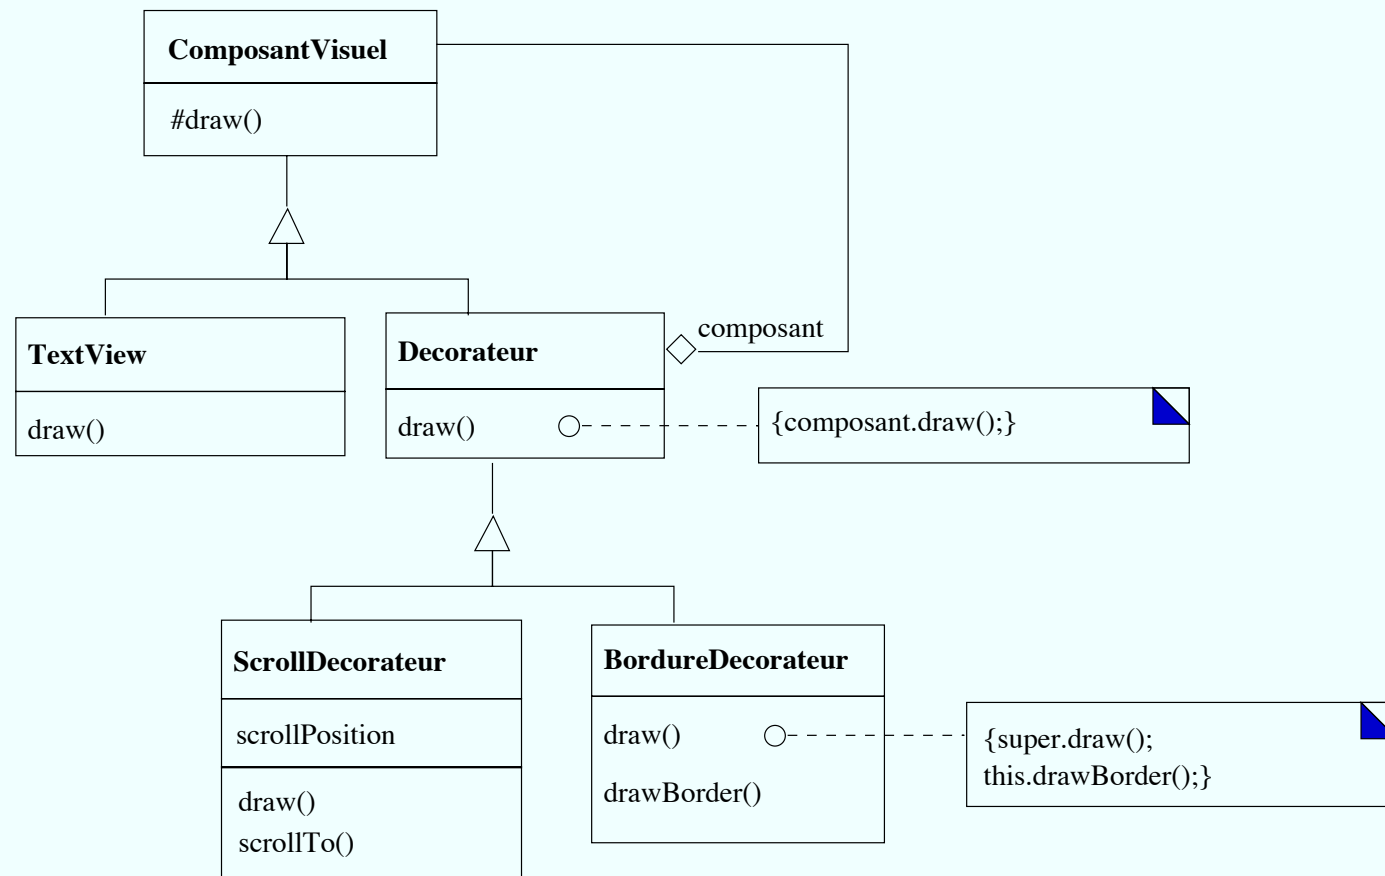 ComposantVisuel
#draw()
composant
TextView
draw()
Decorateur
draw()
{composant.draw();}
ScrollDecorateur
scrollPosition
draw()
scrollTo()
BordureDecorateur
draw()
drawBorder()
{super.draw();
this.drawBorder();}